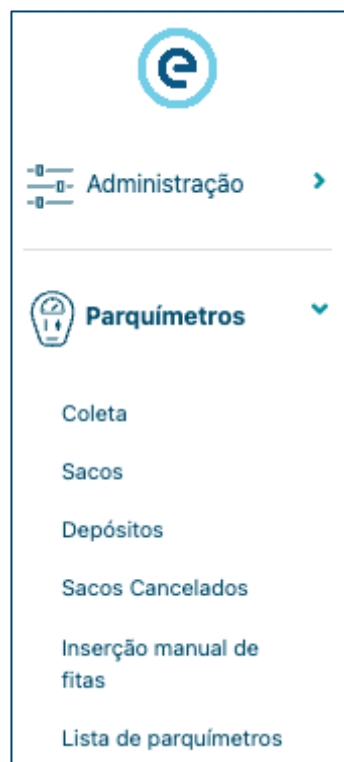 e
Administração
Parquímetros
Coleta
Sacos
Depósitos
Sacos Cancelados
Inserção manual de
fitas
Lista de parquímetros